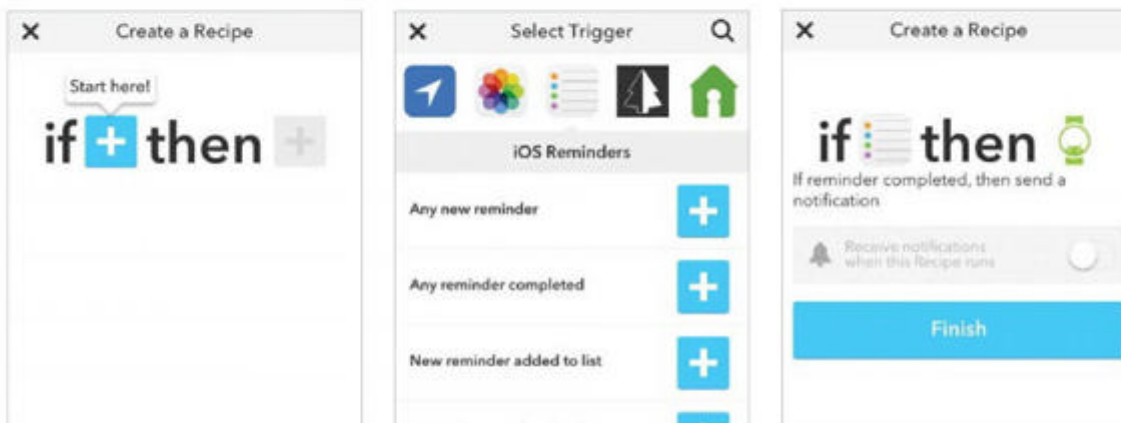 Create a Recipe
Start here!
if + then +
Select Trigger
iOS Reminders
Any new reminder
Any reminder completed
New reminder added to list
Create a Recipe
if then
If reminder completed, then send a
notification
Receive notifications
when this Recipe runs
Finish